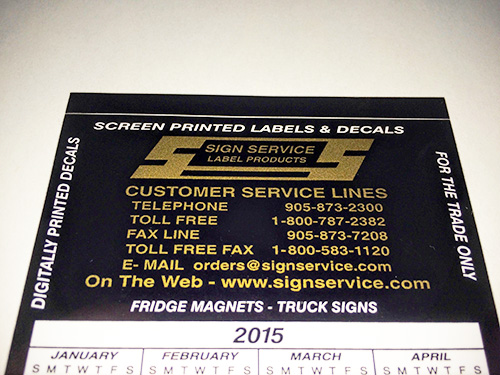 SCREEN PRINTED LABELS & DECALS
DIGITALLY PRINTED DECALS
SIGN SERVICE
LABEL PRODUCTS
FOR THE TRADE ONLY
CUSTOMER SERVICE LINES
TELEPHONE 905-873-2300
TOLL FREE 1-800-787-2382
FAX LINE 905-873-7208
TOLL FREE FAX 1-800-583-1120
E- MAIL orders@signservice.com
On The Web - www.signservice.com
FRIDGE MAGNETS - TRUCK SIGNS
2015
JANUARY FEBRUARY MARCH APRIL
S M T W T F S S M T W T F S S M T W T F S S M T W T F S